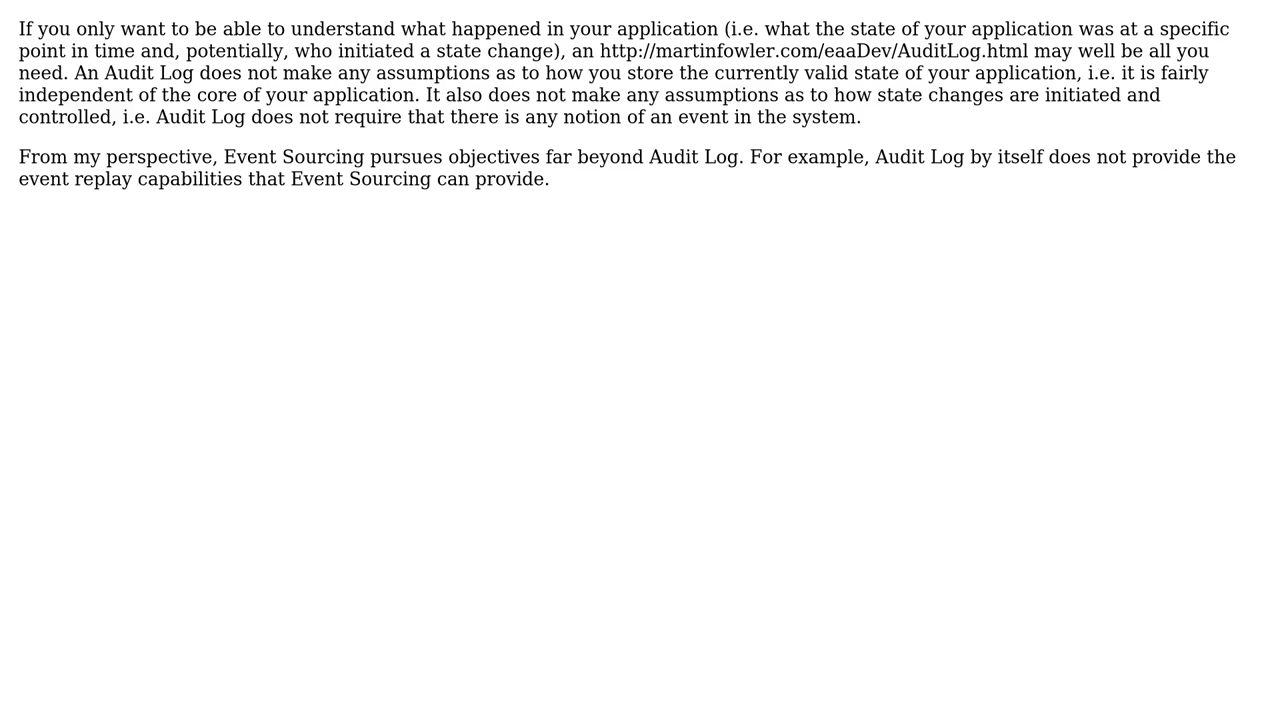 If you only want to be able to understand what happened in your application (i.e. what the state of your application was at a specific
point in time and, potentially, who initiated a state change), an http://martinfowler.com/eaaDev/AuditLog.html may well be all you
need. An Audit Log does not make any assumptions as to how you store the currently valid state of your application, i.e. it is fairly
independent of the core of your application. It also does not make any assumptions as to how state changes are initiated and
controlled, i.e. Audit Log does not require that there is any notion of an event in the system.
From my perspective, Event Sourcing pursues objectives far beyond Audit Log. For example, Audit Log by itself does not provide the
event replay capabilities that Event Sourcing can provide.